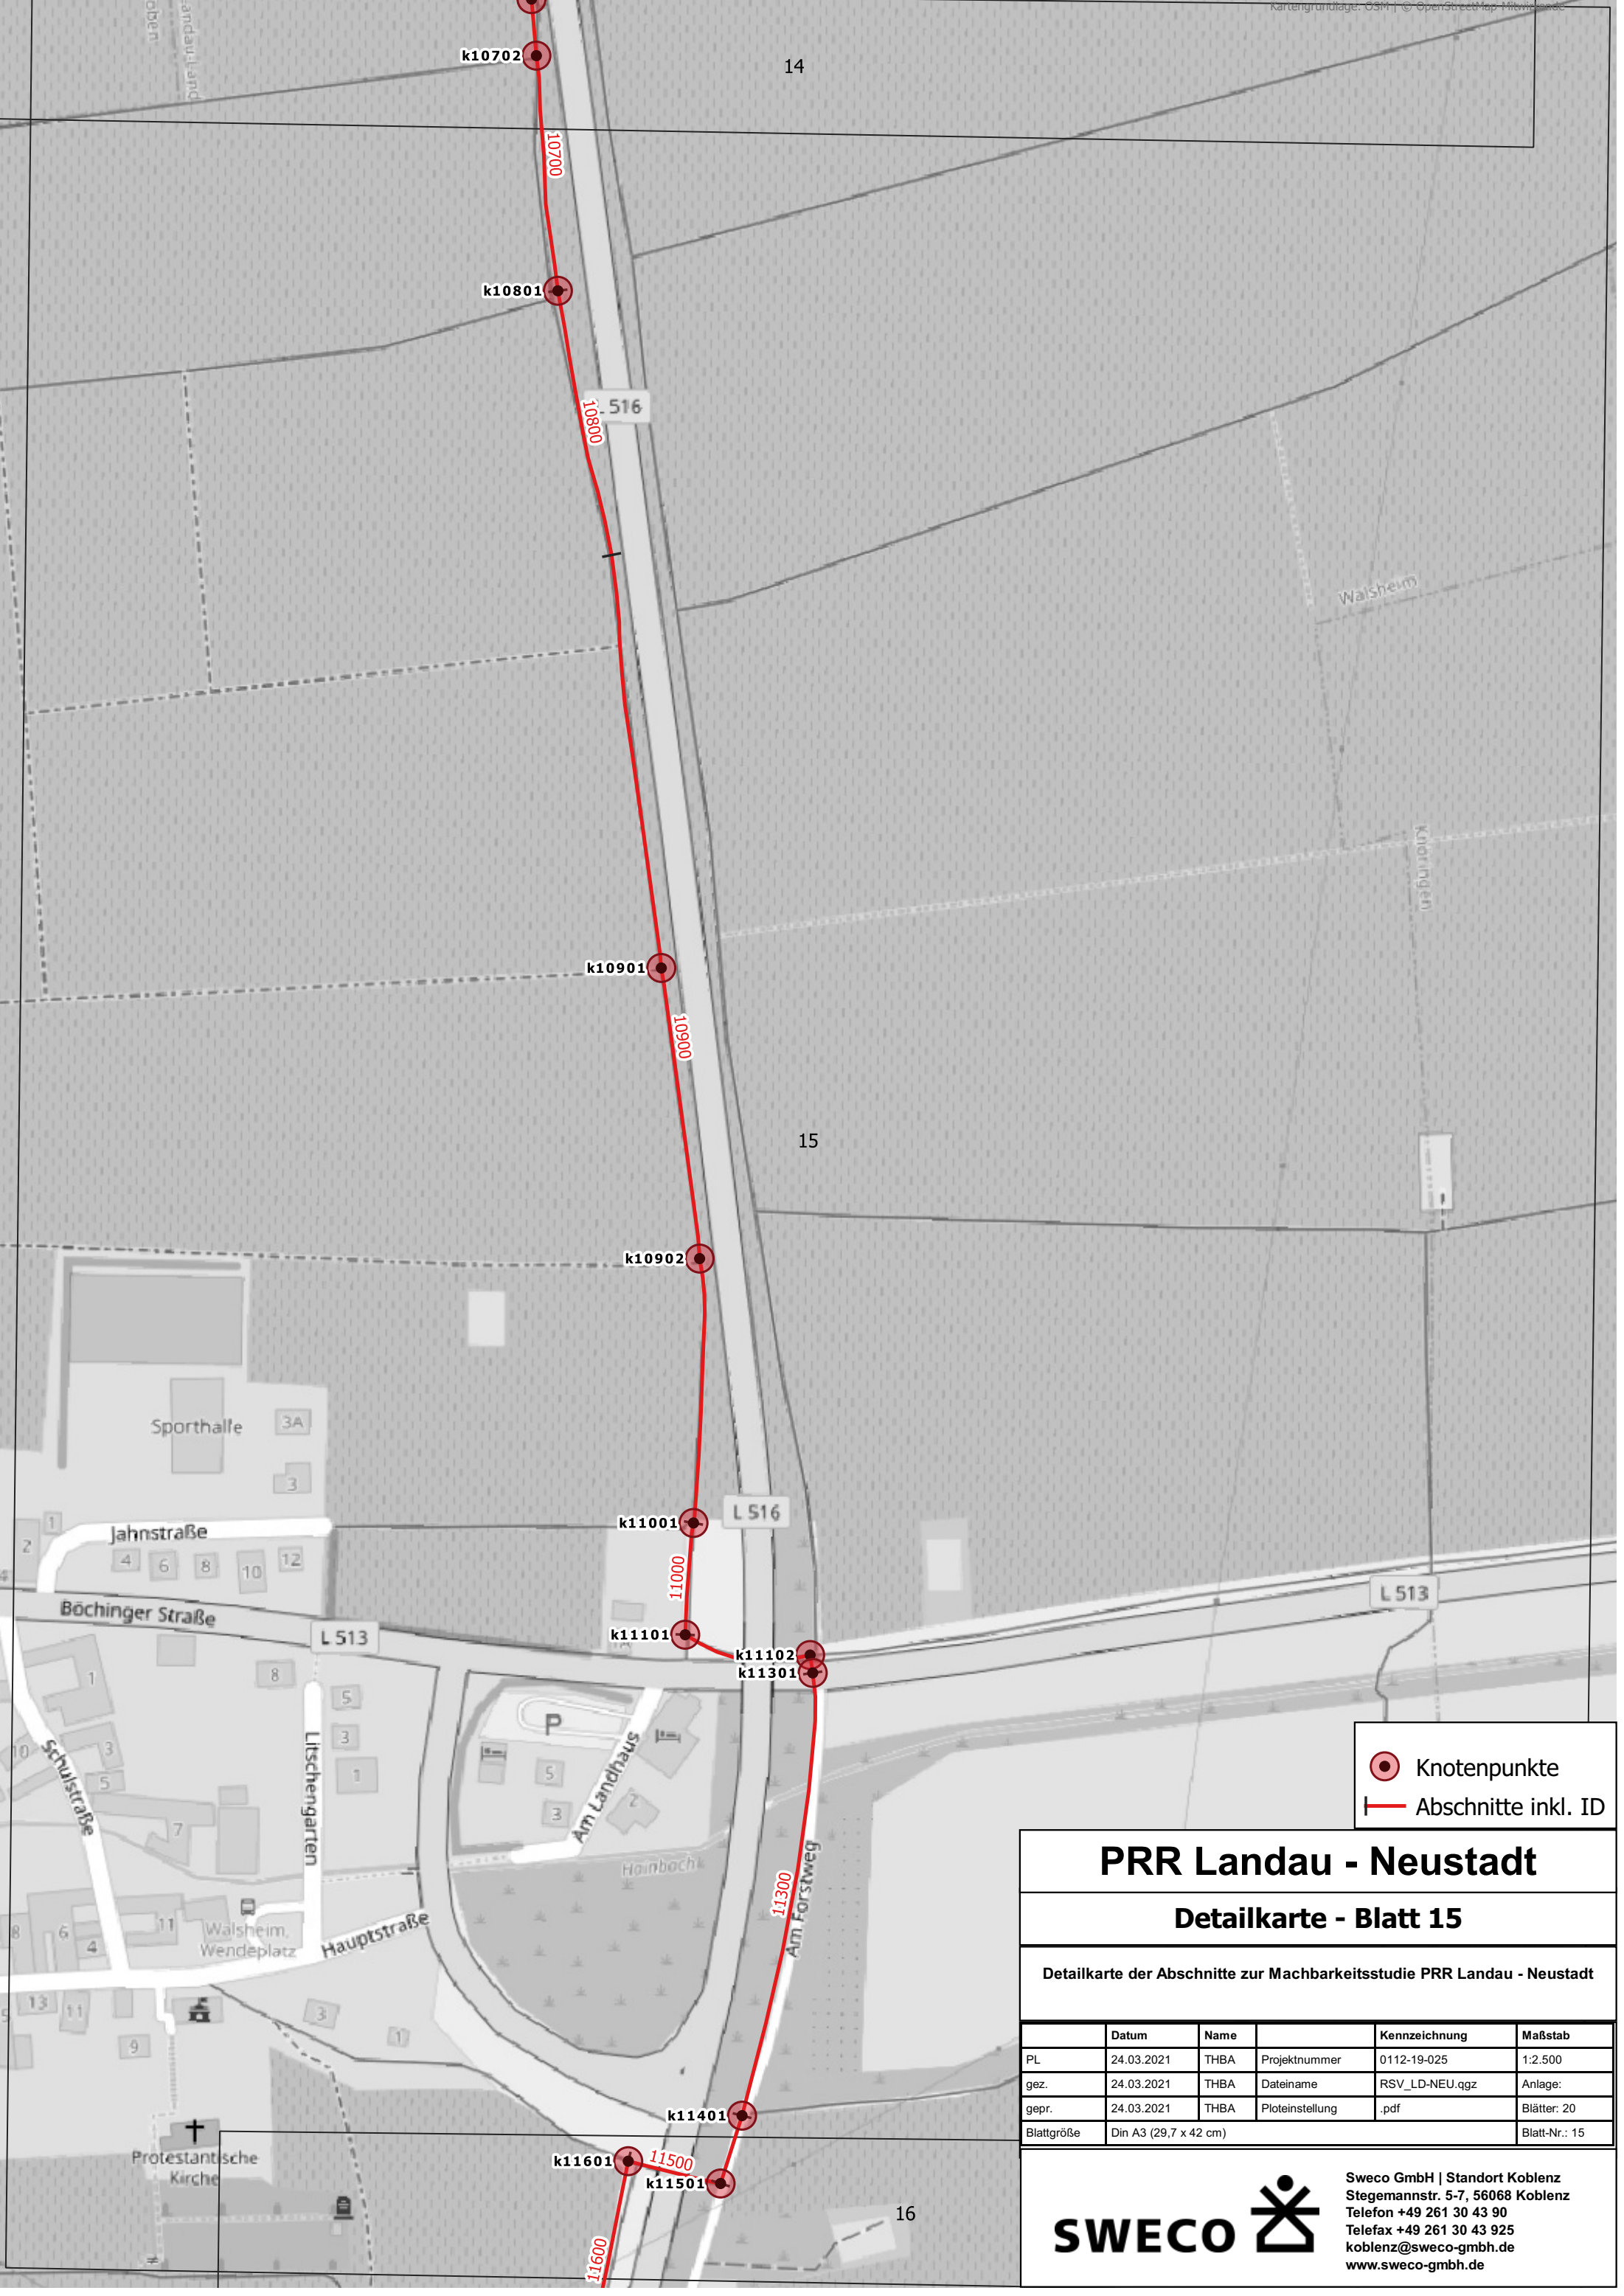 Kartengrundlage: OSM | © OpenStreetMap Mitwirkende
k10702
14
10700
k10801
L 516
10800
Walsheim
Knöringen
k10901
10900
15
k10902
Sporthalle
3A
3
k11001
L 516
1
2
Jahnstraße
4
6
8
10
12
11000
L 513
Böchinger Straße
L 513
k11101
k11102
k11301
1
8
5
3
1
P
5
3
2
Am Landhaus
Litschengarten
Schulstraße
10
3
5
7
Hainbach
11300
Am Forstweg
8
6
4
11
Walsheim,
Wendeplatz
Hauptstraße
13
11
9
3
1
k11401
k11601
11500
k11501
Protestantische
Kirche
16
11600
Knotenpunkte
Abschnitte inkl. ID
PRR Landau - Neustadt
Detailkarte - Blatt 15
Detailkarte der Abschnitte zur Machbarkeitsstudie PRR Landau - Neustadt
Datum Name Kennzeichnung Maßstab
PL 24.03.2021 THBA Projektnummer 0112-19-025 1:2.500
gez. 24.03.2021 THBA Dateiname RSV_LD-NEU.qgz Anlage:
gepr. 24.03.2021 THBA Ploteinstellung .pdf Blätter: 20
Blattgröße Din A3 (29,7 x 42 cm) Blatt-Nr.: 15
SWECO
Sweco GmbH | Standort Koblenz
Stegemannstr. 5-7, 56068 Koblenz
Telefon +49 261 30 43 90
Telefax +49 261 30 43 925
koblenz@sweco-gmbh.de
www.sweco-gmbh.de